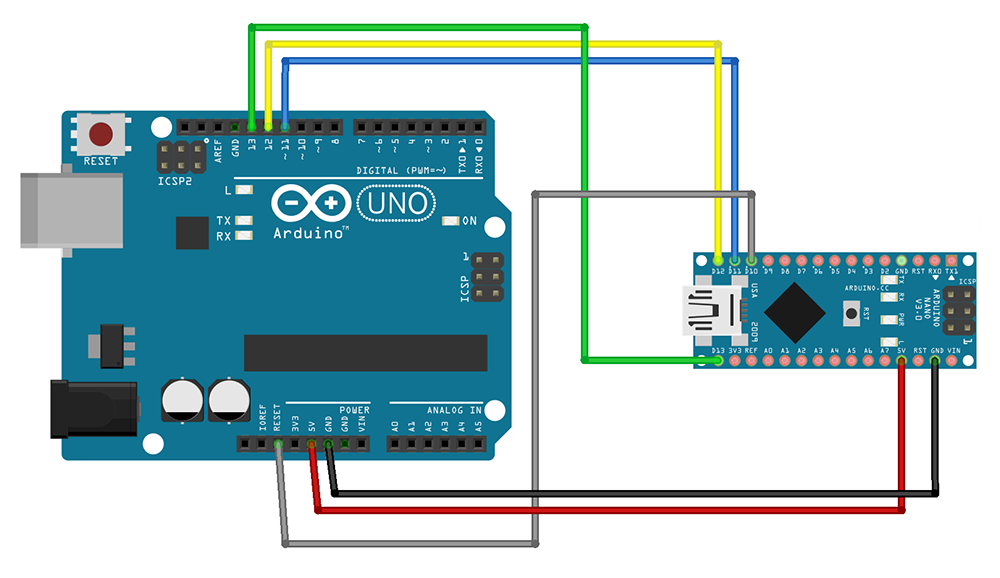 RESET
ICSP2
AREF
GND
13
12
~11
~10
~9
8
7
~6
~5
4
~3
2
TX0 1
RX0 0
DIGITAL (PWM=~)
L
TX
RX
UNO
Arduino™
ON
1
ICSP
IOREF
RESET
3V3
5V
GND
GND
VIN
POWER
ANALOG IN
A0
A1
A2
A3
A4
A5
D12 D11 D10 D9 D8 D7 D6 D5 D4 D3 D2 GND RST RX0 TX1
USA
2009
ARDUINO.CC
RST
TX
RX
PWR
L
ARDUINO
NANO
V3.0
ICSP
1
D13 3V3 REF A0 A1 A2 A3 A4 A5 A6 A7 5V RST GND VIN